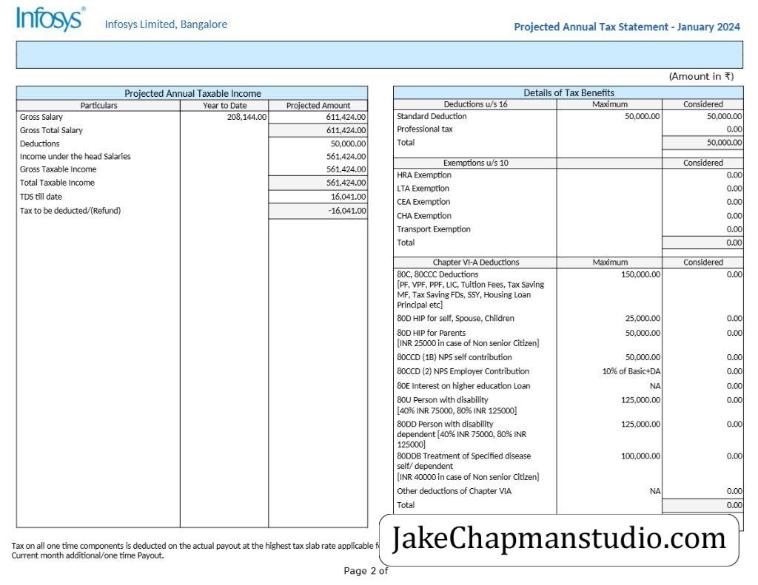 Infosys®
Infosys Limited, Bangalore
Projected Annual Tax Statement - January 2024
(Amount in ₹)
Projected Annual Taxable Income
Particulars Year to Date Projected Amount
Gross Salary 208,144.00 611,424.00
Gross Total Salary 611,424.00
Deductions 50,000.00
Income under the head Salaries 561,424.00
Gross Taxable Income 561,424.00
Total Taxable Income 561,424.00
TDS till date 16,041.00
Tax to be deducted/(Refund) -16,041.00
Details of Tax Benefits
Deductions u/s 16 Maximum Considered
Standard Deduction 50,000.00 50,000.00
Professional tax 0.00
Total 50,000.00
Exemptions u/s 10 Considered
HRA Exemption 0.00
LTA Exemption 0.00
CEA Exemption 0.00
CHA Exemption 0.00
Transport Exemption 0.00
Total 0.00
Chapter VI-A Deductions Maximum Considered
80C, 80CCC Deductions 150,000.00 0.00
[PF, VPF, PPF, LIC, Tuition Fees, Tax Saving
MF, Tax Saving FDs, SSY, Housing Loan
Principal etc]
80D HIP for self, Spouse, Children 25,000.00 0.00
80D HIP for Parents 50,000.00 0.00
[INR 25000 in case of Non senior Citizen]
80CCD (1B) NPS self contribution 50,000.00 0.00
80CCD (2) NPS Employer Contribution 10% of Basic+DA 0.00
80E Interest on higher education Loan NA 0.00
80U Person with disability 125,000.00 0.00
[40% INR 75000, 80% INR 125000]
80DD Person with disability 125,000.00 0.00
dependent [40% INR 75000, 80% INR
125000]
80DDB Treatment of Specified disease 100,000.00 0.00
self/ dependent
[INR 40000 in case of Non senior Citizen]
Other deductions of Chapter VIA NA 0.00
Total 0.00
Tax on all one time components is deducted on the actual payout at the highest tax slab rate applicable
Current month additional/one time Payout.
JakeChapmanstudio.com
Page 2 of